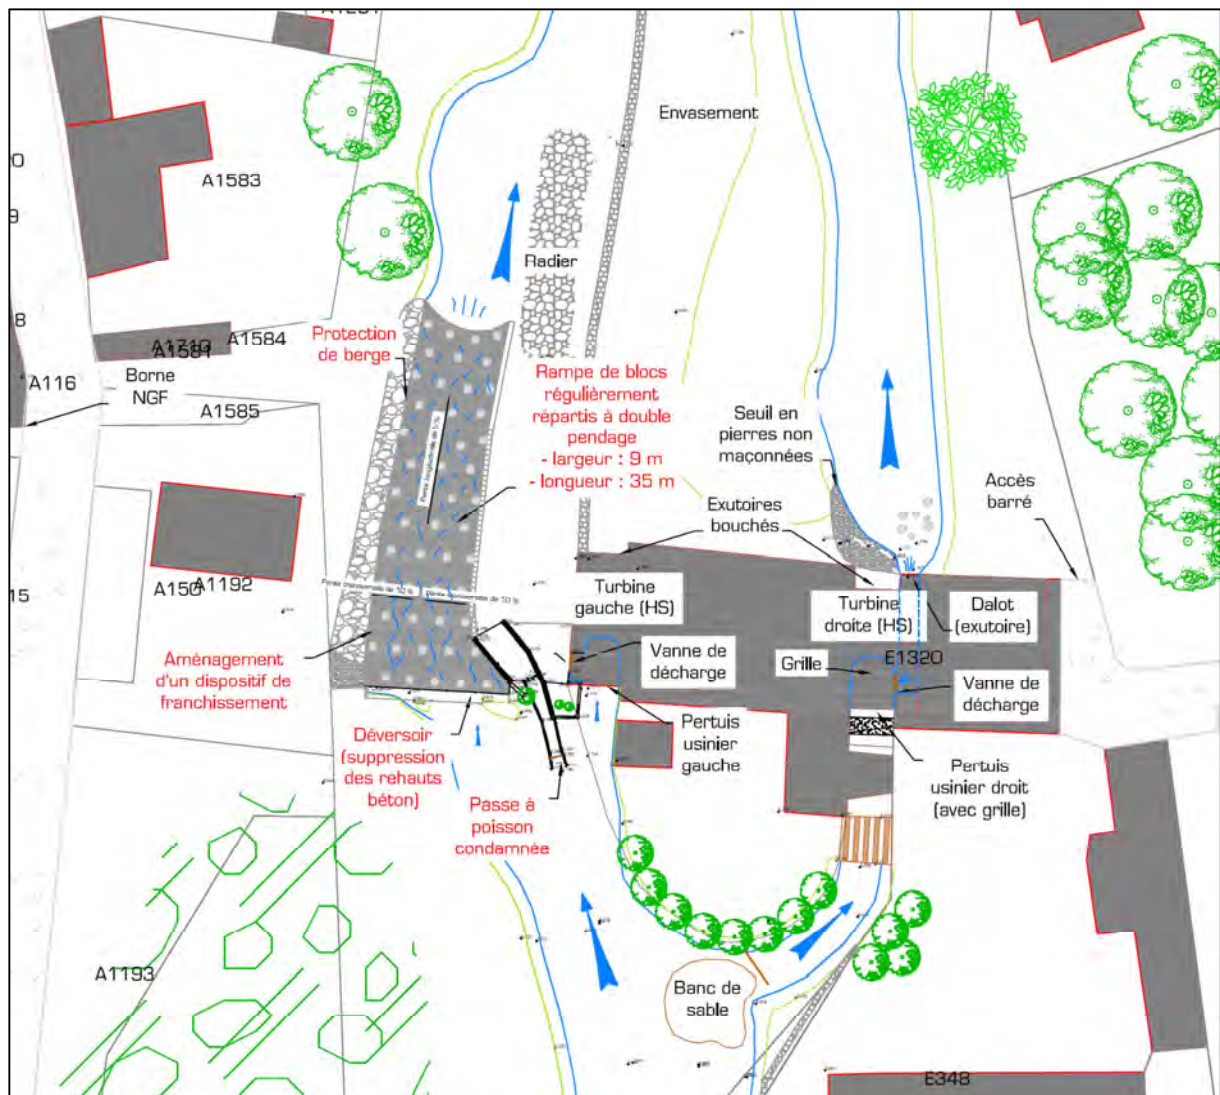 A1231
Envasement
A1583
Radier
A1710
A1581
A1584
A116
Borne
NGF
A1585
Protection
de berge
Rampe de blocs
régulièrement
répartis à double
pendage
- largeur : 9 m
- longueur : 35 m
Seuil en
pierres non
maçonnées
Accès
barré
Exutoires
bouchés
A150
A1192
15
Turbine
gauche (HS)
Turbine
droite (HS)
Dalot
(exutoire)
Vanne de
décharge
Grille
E1320
Vanne de
décharge
Aménagement
d'un dispositif de
franchissement
Déversoir
(suppression
des rehauts
béton)
Passe à
poisson
condamnée
Pertuis
usinier
gauche
Pertuis
usinier droit
(avec grille)
A1193
Banc de
sable
E348